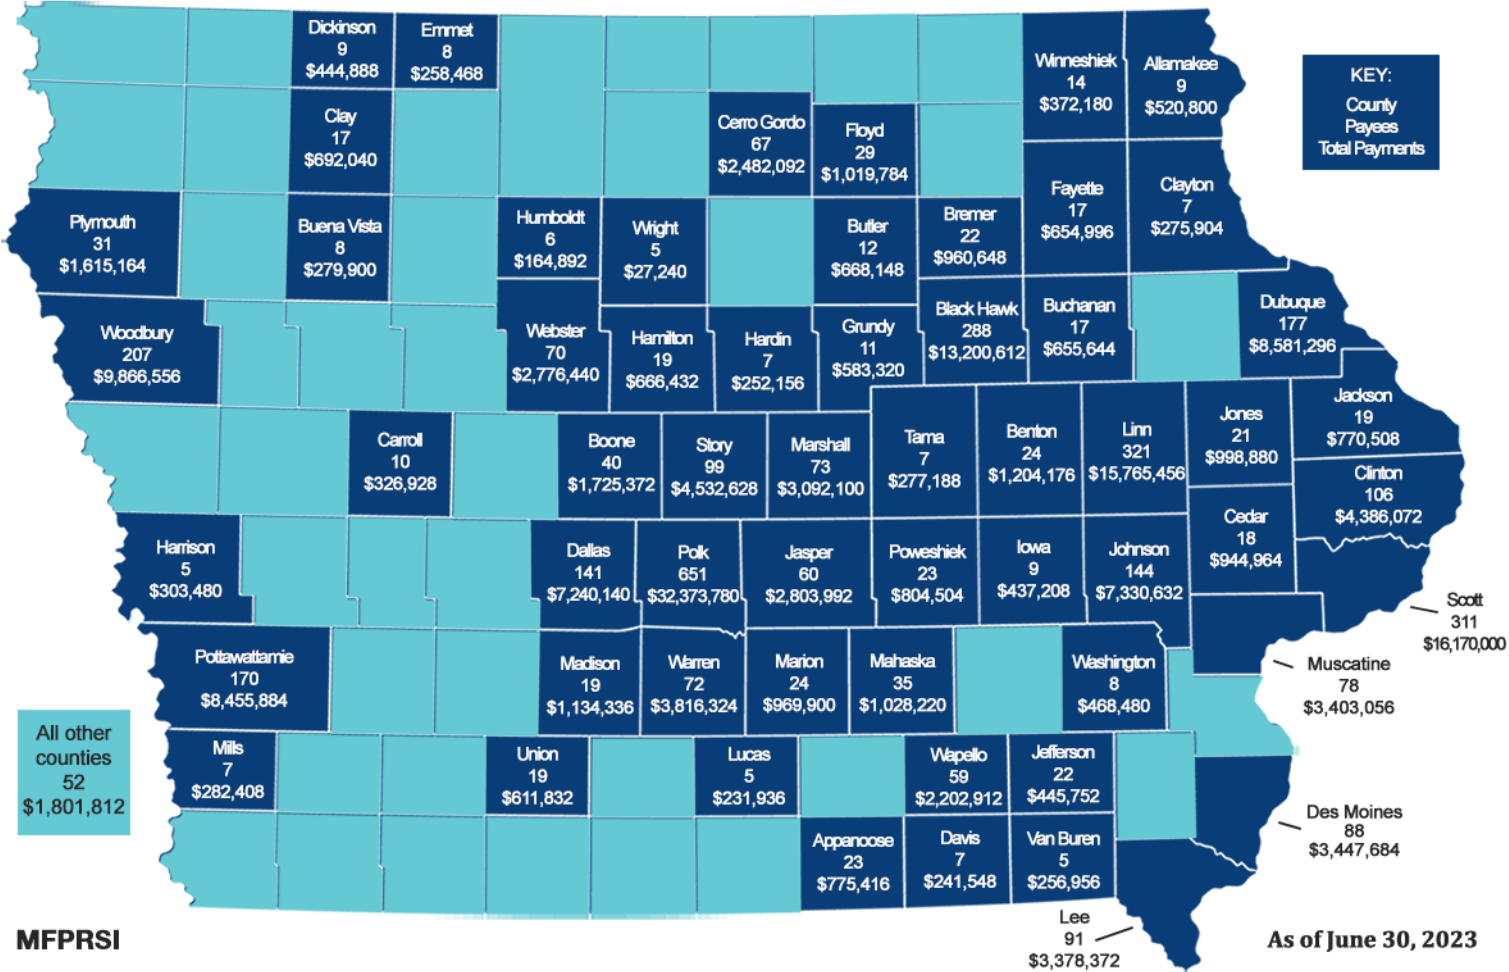 Dickinson
9
$444,888
Emmet
8
$258,468
Winneshiek
14
$372,180
Allamakee
9
$520,800
KEY:
County
Payees
Total Payments
Clay
17
$692,040
Cerro Gordo
67
$2,482,092
Floyd
29
$1,019,784
Fayette
17
$654,996
Clayton
7
$275,904
Plymouth
31
$1,615,164
Buena Vista
8
$279,900
Humboldt
6
$164,892
Wright
5
$27,240
Butler
12
$668,148
Bremer
22
$960,648
Woodbury
207
$9,866,556
Webster
70
$2,776,440
Hamilton
19
$666,432
Hardin
7
$252,156
Grundy
11
$583,320
Black Hawk
288
$13,200,612
Buchanan
17
$655,644
Dubuque
177
$8,581,296
Carroll
10
$326,928
Boone
40
$1,725,372
Story
99
$4,532,628
Marshall
73
$3,092,100
Tama
7
$277,188
Benton
24
$1,204,176
Linn
321
$15,765,456
Jones
21
$998,880
Jackson
19
$770,508
Clinton
106
$4,386,072
Harrison
5
$303,480
Dallas
141
$7,240,140
Polk
651
$32,373,780
Jasper
60
$2,803,992
Poweshiek
23
$804,504
Iowa
9
$437,208
Johnson
144
$7,330,632
Cedar
18
$944,964
Scott
311
$16,170,000
Pottawattamie
170
$8,455,884
Madison
19
$1,134,336
Warren
72
$3,816,324
Marion
24
$969,900
Mahaska
35
$1,028,220
Washington
8
$468,480
Muscatine
78
$3,403,056
All other
counties
52
$1,801,812
Mills
7
$282,408
Union
19
$611,832
Lucas
5
$231,936
Wapello
59
$2,202,912
Jefferson
22
$445,752
Des Moines
88
$3,447,684
Appanoose
23
$775,416
Davis
7
$241,548
Van Buren
5
$256,956
Lee
91
$3,378,372
MFPRSI
As of June 30, 2023